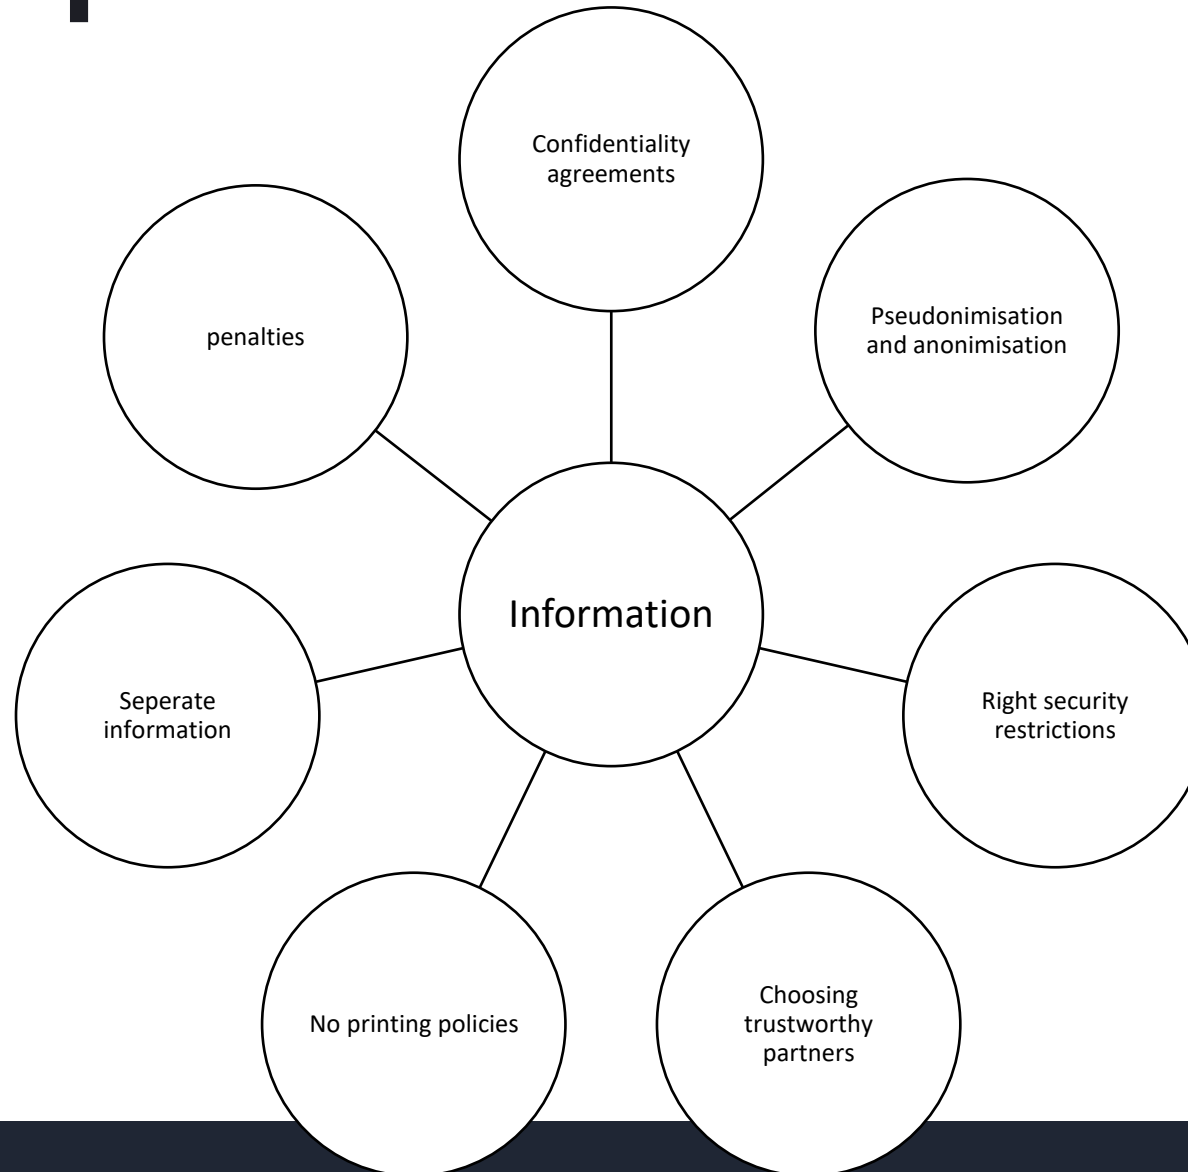 Confidentiality
agreements
Pseudonimisation
and anonimisation
penalties
Information
Right security
restrictions
Seperate
information
Choosing
trustworthy
partners
No printing policies